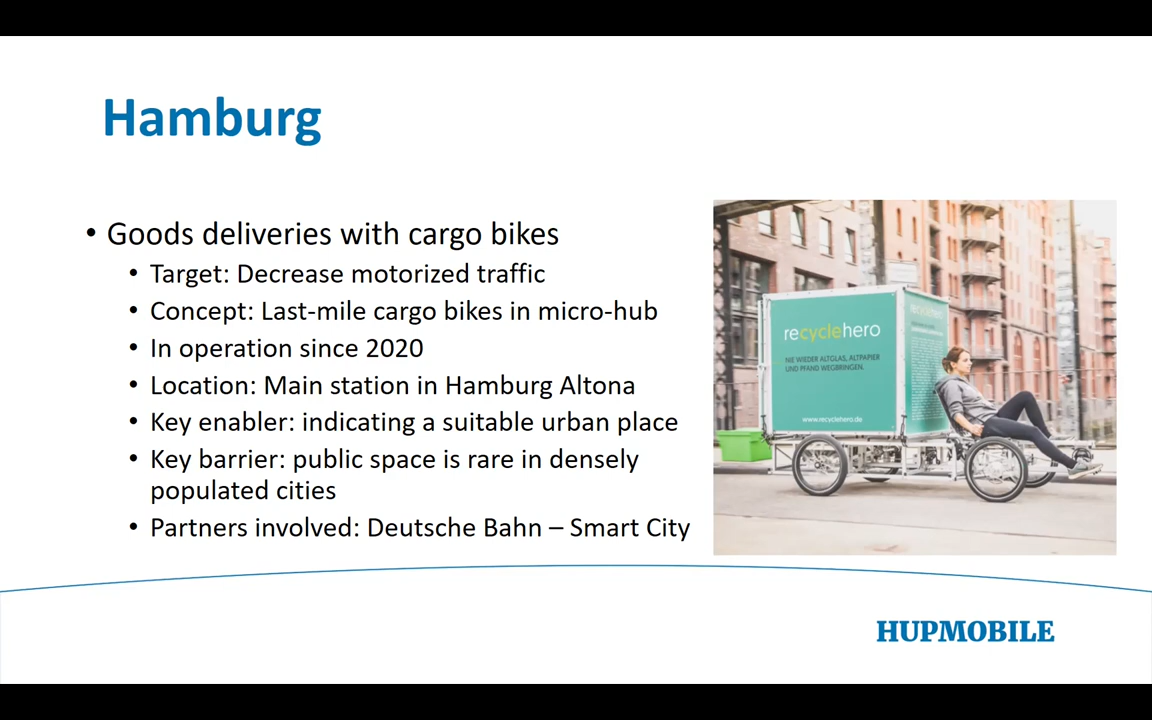 Hamburg
• Goods deliveries with cargo bikes
• Target: Decrease motorized traffic
• Concept: Last-mile cargo bikes in micro-hub
• In operation since 2020
• Location: Main station in Hamburg Altona
• Key enabler: indicating a suitable urban place
• Key barrier: public space is rare in densely
populated cities
• Partners involved: Deutsche Bahn – Smart City
recyclehero
NIE WIEDER ALTGLAS, ALTPAPIER
UND PFAND WEGBRINGEN.
www.recyclehero.de
recyclehero
HUPMOBILE